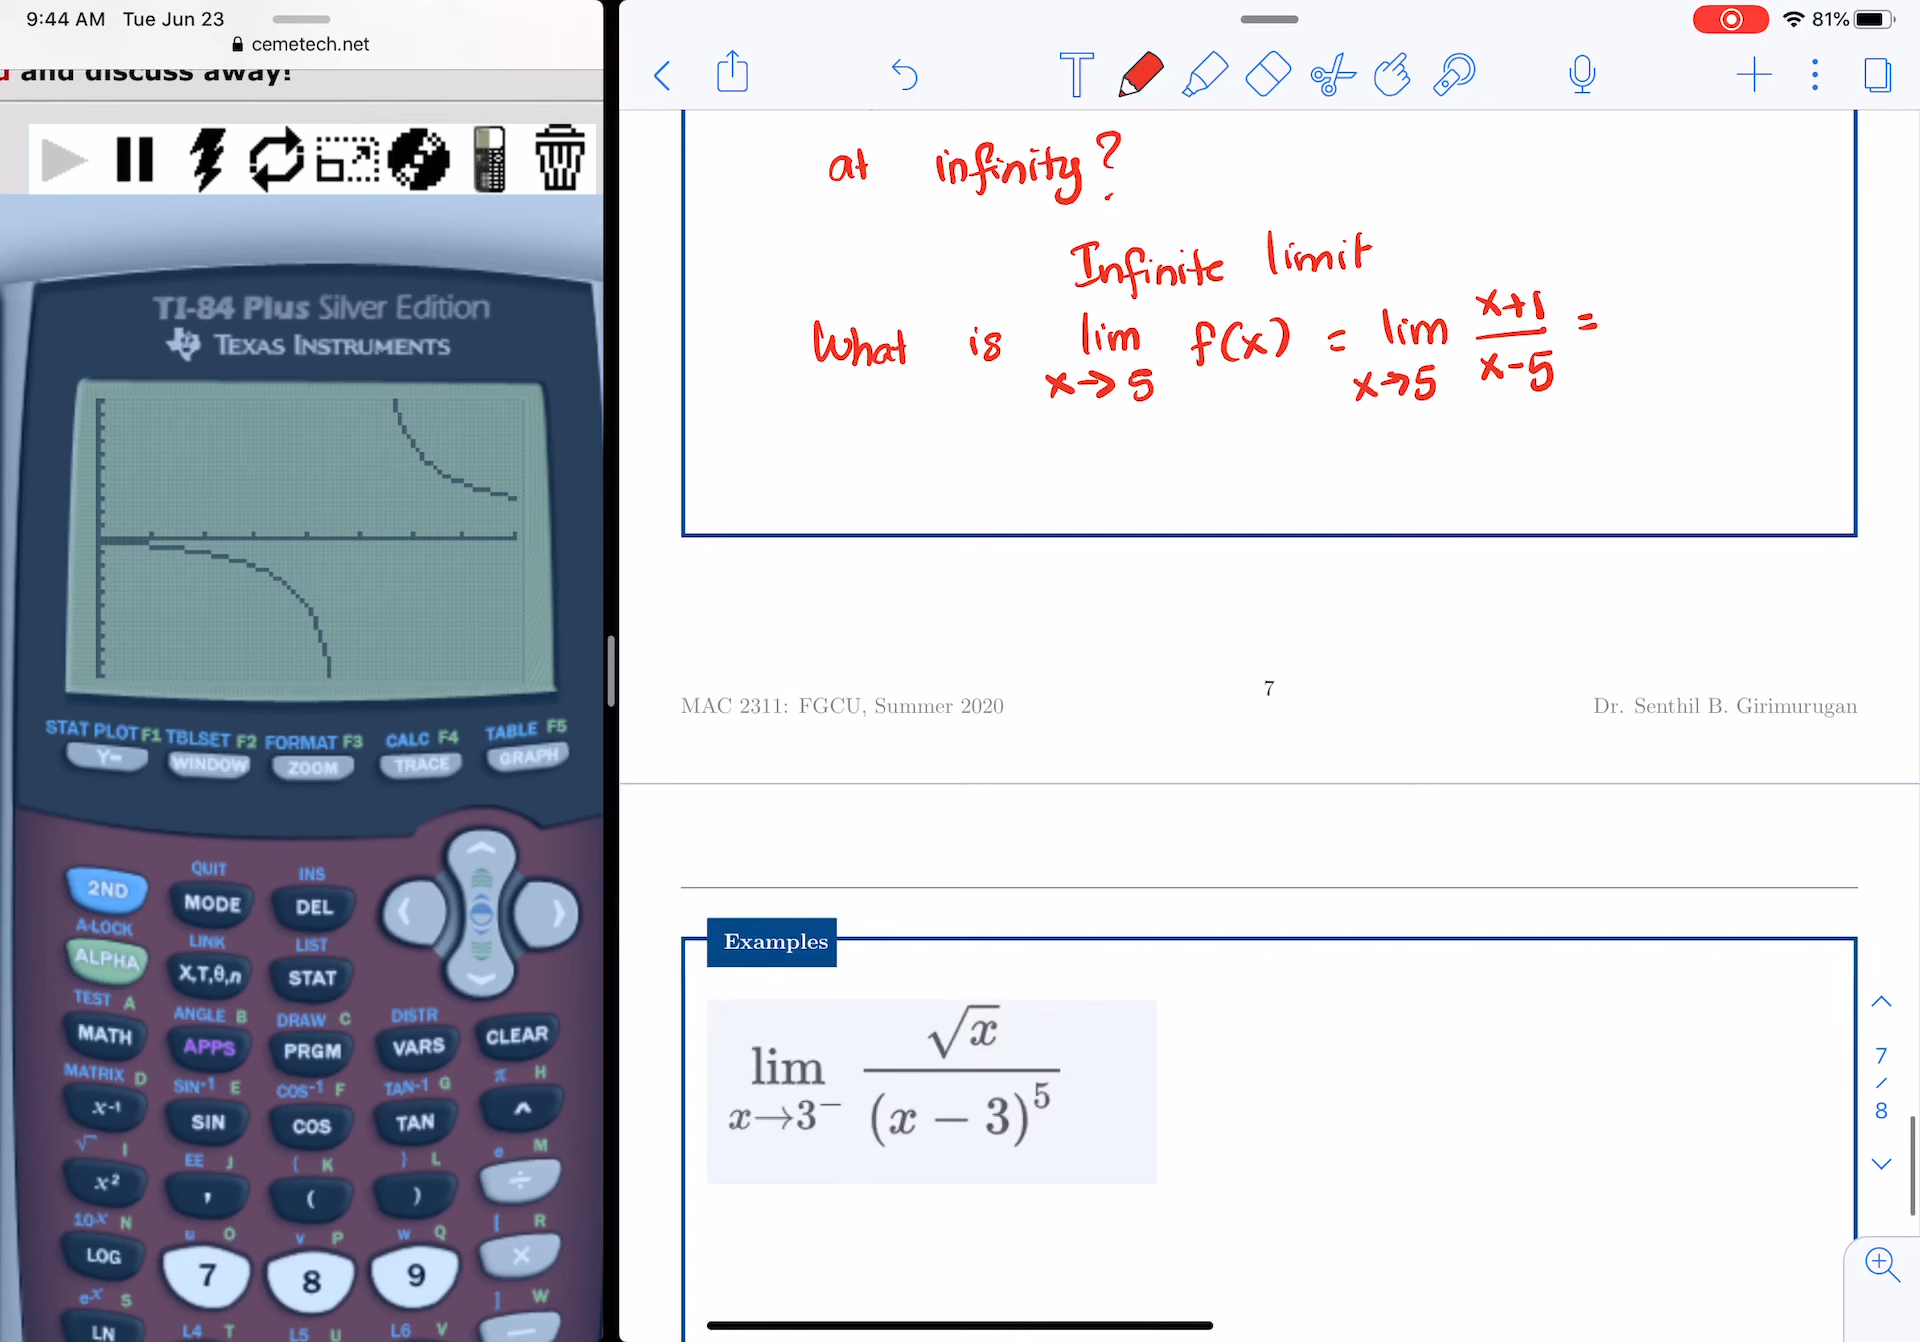 9:44 AM Tue Jun 23
cemetech.net
and discuss away!
TI-84 Plus Silver Edition
TEXAS INSTRUMENTS
STAT PLOT F1 TBLSET F2 FORMAT F3 CALC F4 TABLE F5
Y= WINDOW ZOOM TRACE GRAPH
QUIT INS
2ND MODE DEL
A-LOCK LINK LIST
ALPHA X,T,θ,n STAT
TEST A ANGLE B DRAW C DISTR
MATH APPS PRGM VARS CLEAR
MATRIX D SIN-1 E COS-1 F TAN-1 G π H
x-1 SIN COS TAN ^
√ I EE J { K } L e M
x2 , ( ) ÷
10x N u O v P w Q [ R
LOG 7 8 9 ×
ex S L4 T L5 U L6 V ] W
LN −
81%
at infinity?
Infinite limit
What is lim x→5 f(x) = lim x→5 (x+1)/(x-5) =
7
MAC 2311: FGCU, Summer 2020
Dr. Senthil B. Girimurugan
Examples
lim x→3⁻ √x/(x − 3)⁵
7
/
8